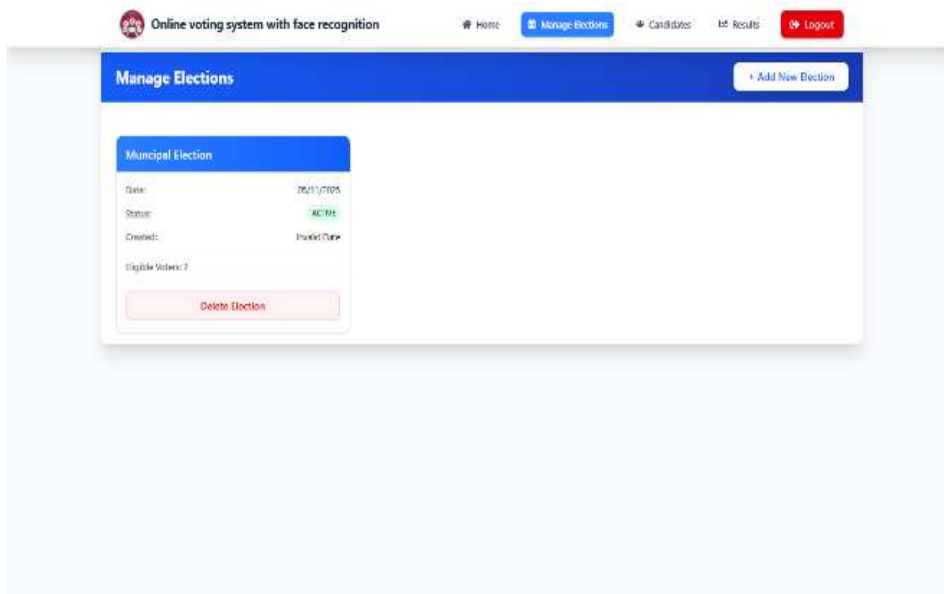 Online voting system with face recognition
Home
Manage Elections
Candidates
Results
Logout
Manage Elections
+ Add New Election
Muncipal Election
Date:
05/11/2025
Status:
ACTIVE
Created:
Invalid Date
Eligible Voters:
Delete Election